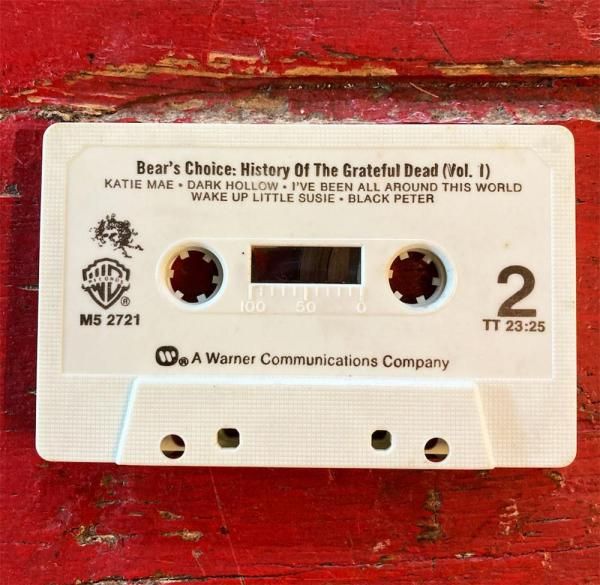 Bear's Choice: History Of The Grateful Dead (Vol. 1)
KATIE MAE • DARK HOLLOW • I'VE BEEN ALL AROUND THIS WORLD
WAKE UP LITTLE SUSIE • BLACK PETER
RECORDS
®
M5 2721
100 50 0
2
TT 23:25
® A Warner Communications Company